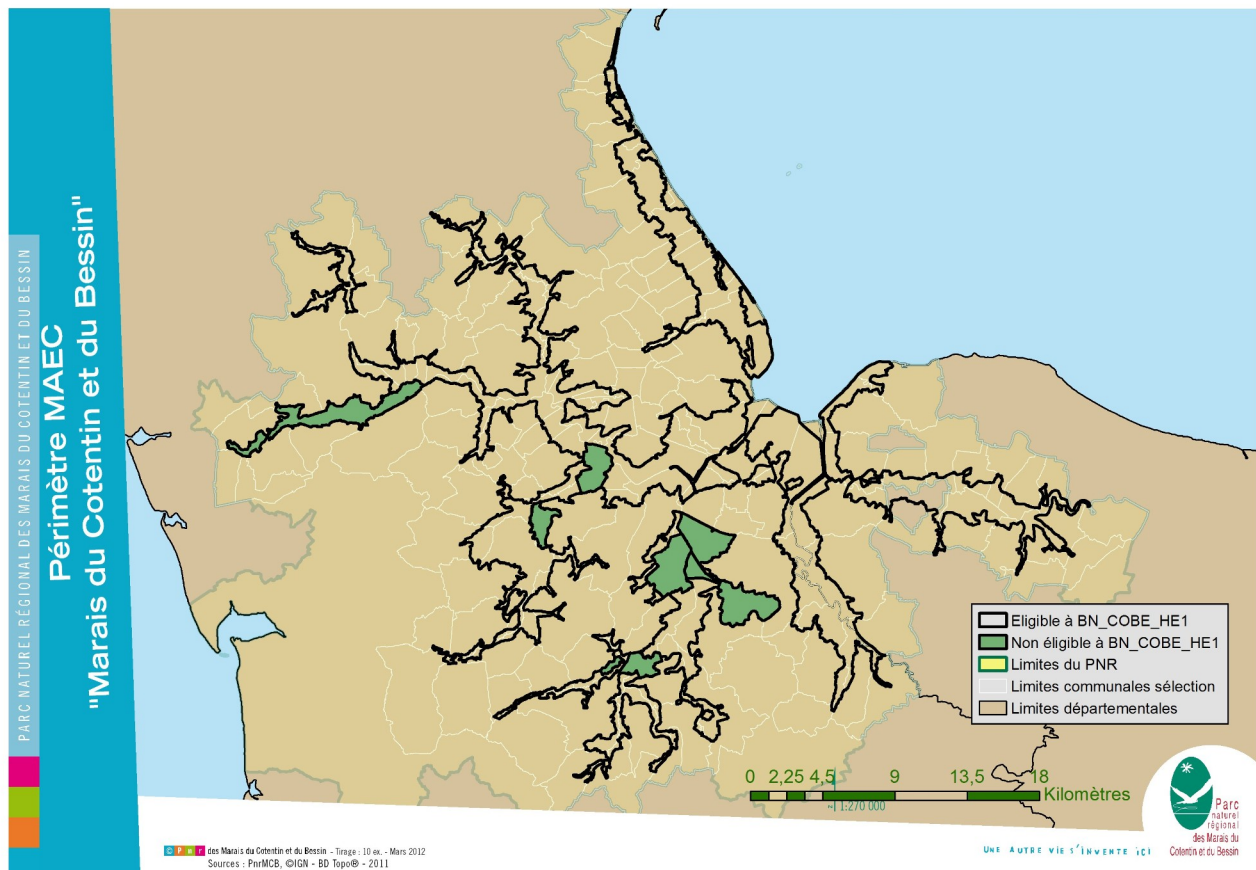 PARC NATUREL RÉGIONAL DES MARAIS DU COTENTIN ET DU BESSIN
Périmètre MAEC
"Marais du Cotentin et du Bessin"
Eligible à BN_COBE_HE1
Non éligible à BN_COBE_HE1
Limites du PNR
Limites communales sélection
Limites départementales
0 2,25 4,5 9 13,5 18
Kilomètres
~1 1:270 000
Parc
naturel
régional
des Marais du
Cotentin et du Bessin
UNE AUTRE VIE S'INVENTE iCi
© P n r des Marais du Cotentin et du Bessin - Tirage : 10 ex. - Mars 2012
Sources : PnrMCB, ©IGN - BD Topo® - 2011